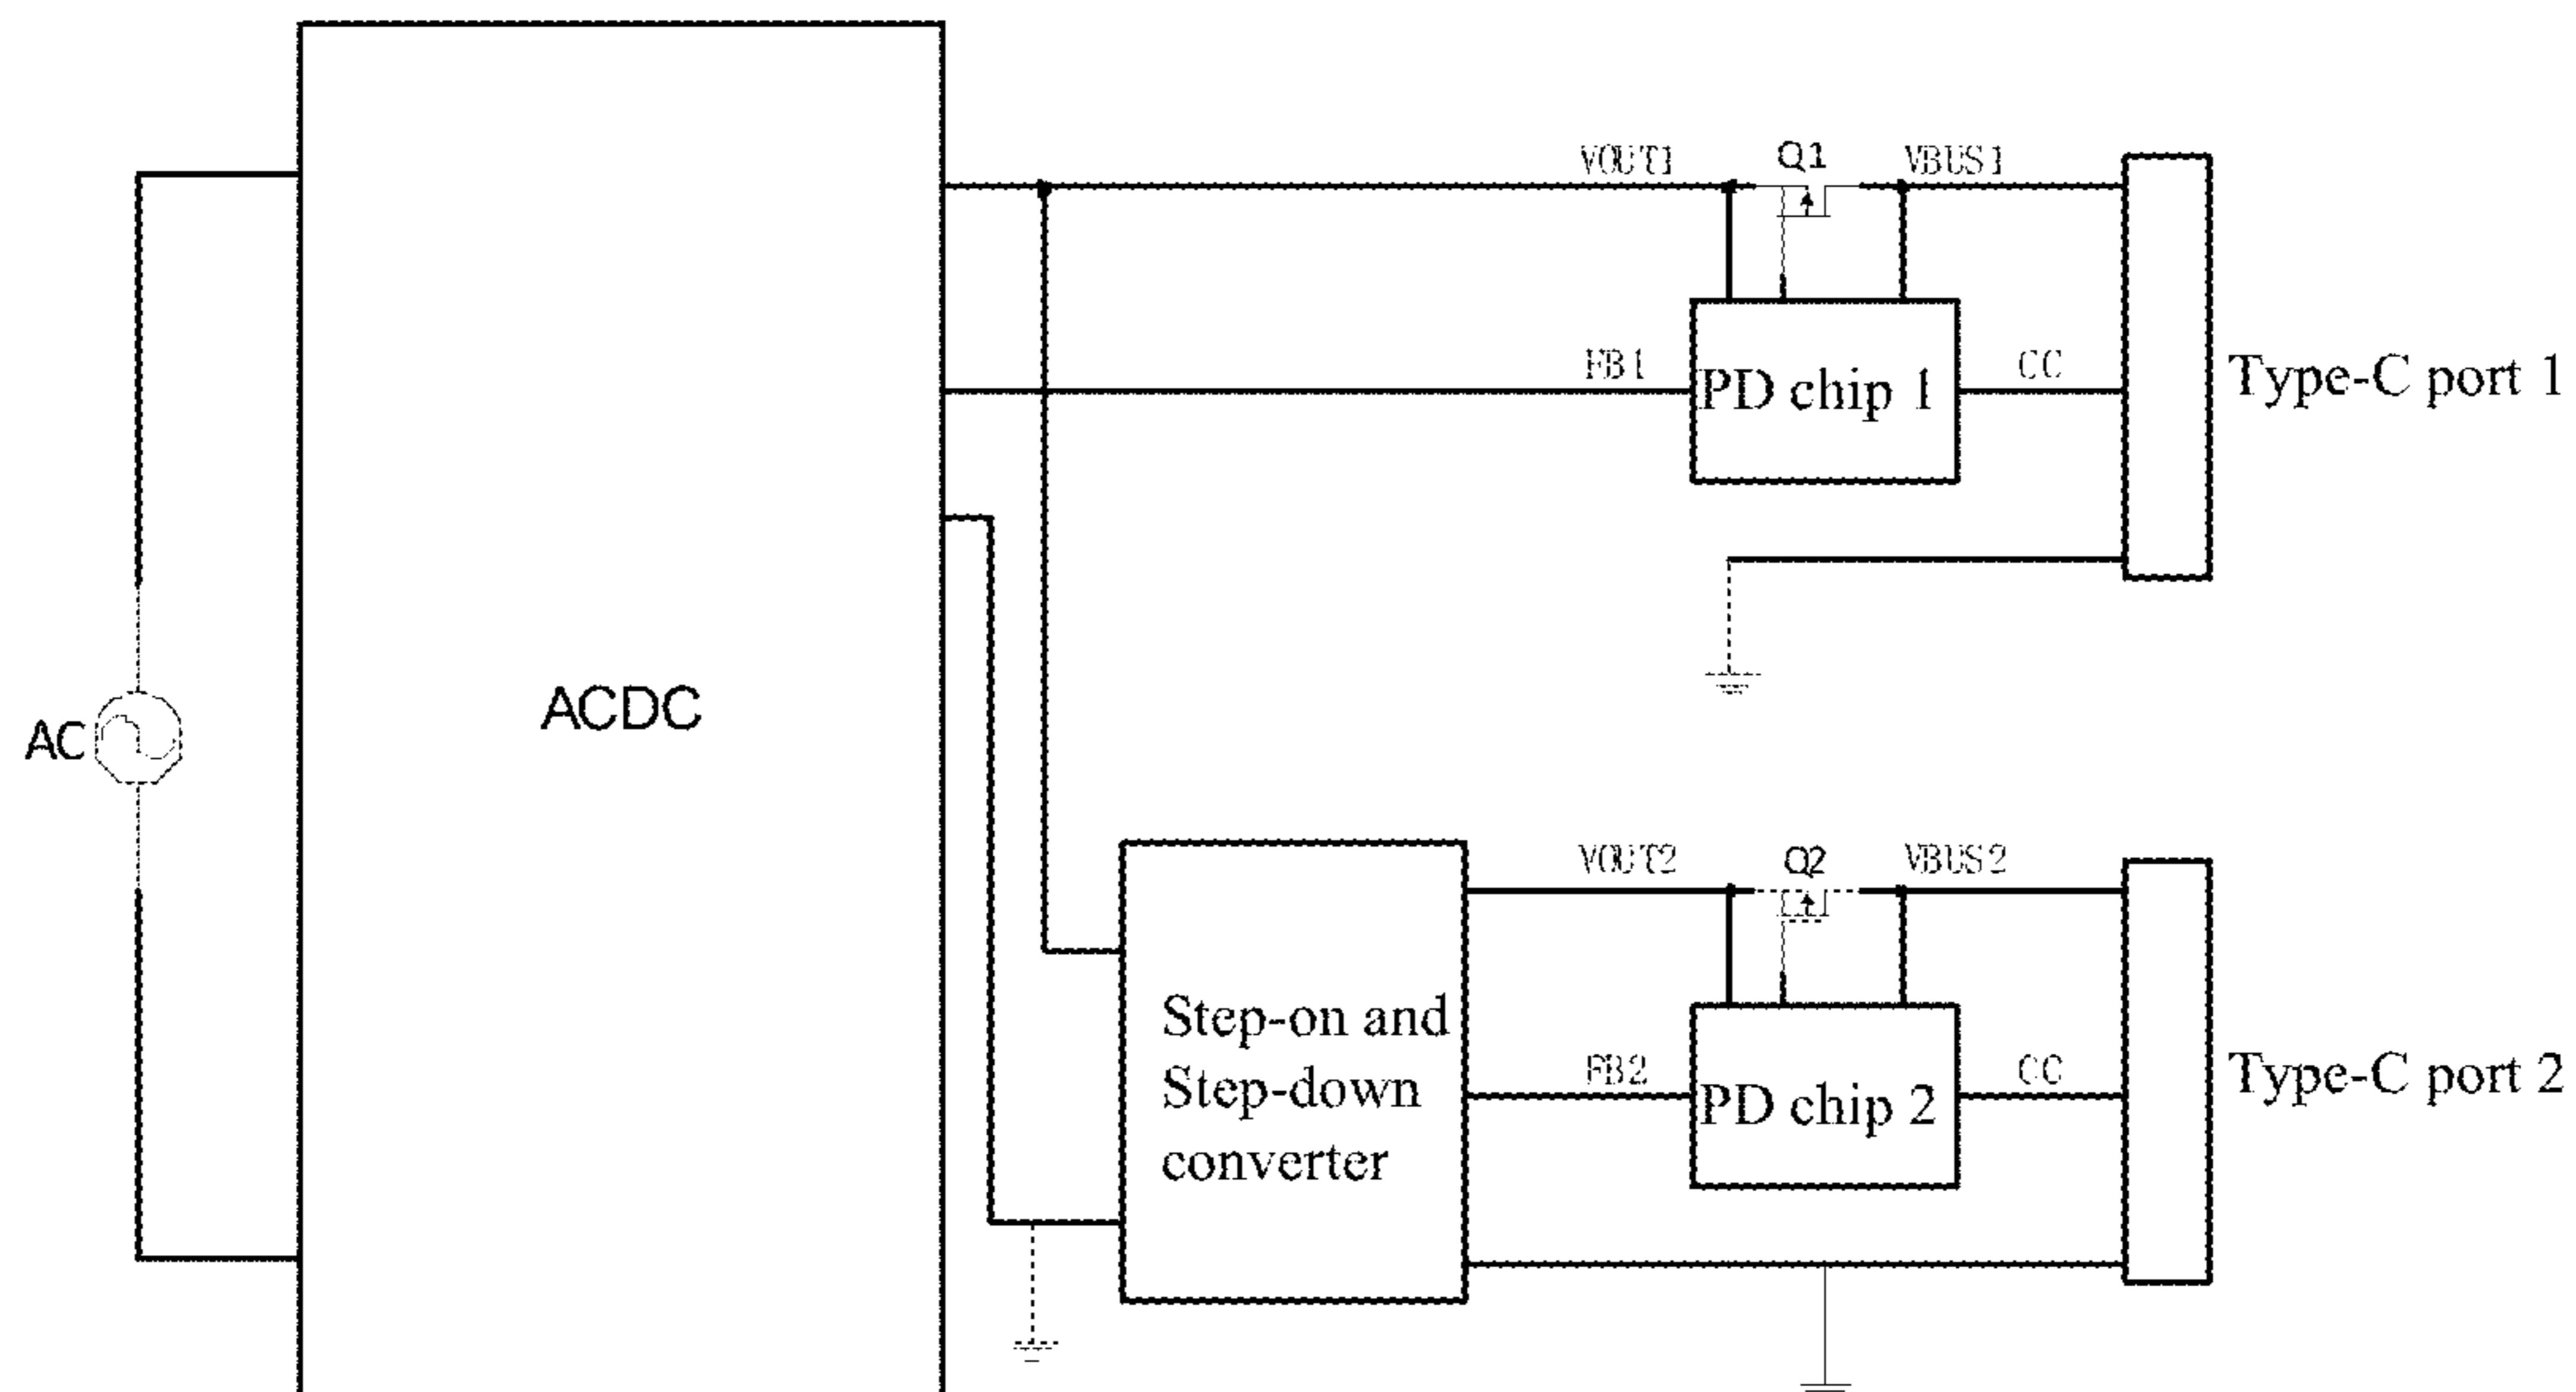 VOUT1
Q1
VBUS1
FB1
PD chip 1
CC
Type-C port 1
AC
ACDC
VOUT2
Q2
VBUS2
Step-on and
Step-down
converter
FB2
PD chip 2
CC
Type-C port 2